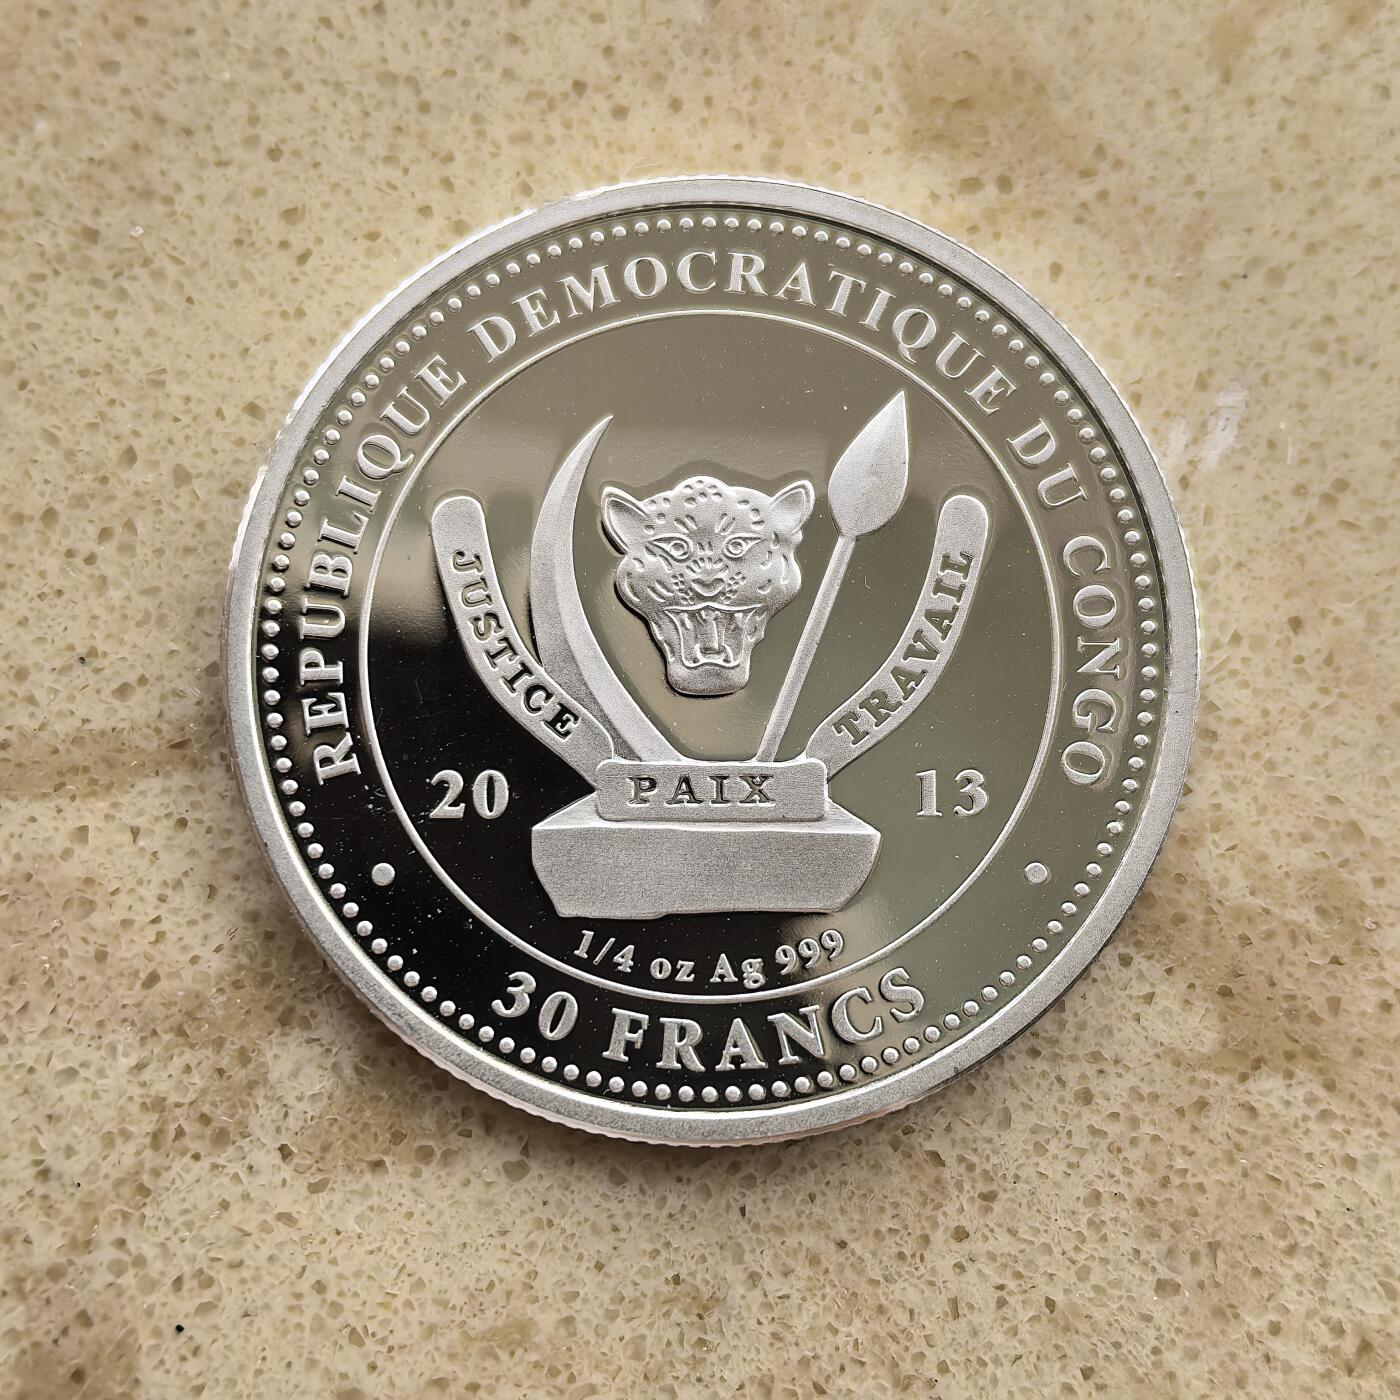 REPUBLIQUE DEMOCRATIQUE DU CONGO
JUSTICE
TRAVAIL
PAIX
20 13
1/4 oz Ag 999
30 FRANCS